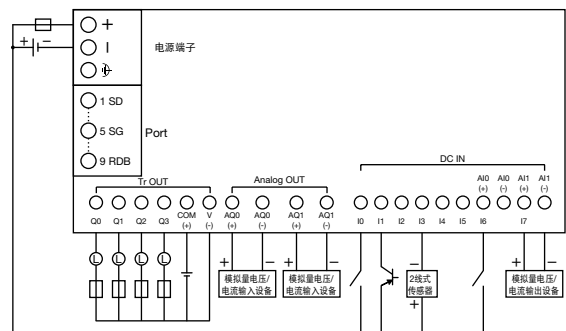 +
+ − I 电源端子
1 SD
5 SG Port
9 RDB
DC IN
Tr OUT Analog OUT
AI0 AI0 AI1 AI1
(+) (-) (+) (-)
Q0 Q1 Q2 Q3 COM (+) V (-) AQ0 (+) AQ0 (-) AQ1 (+) AQ1 (-) I0 I1 I2 I3 I4 I5 I6 I7
L L L L
+ − + − − + −
模拟量电压/ 模拟量电压/ 2线式 模拟量电压/
电流输入设备 电流输入设备 传感器 电流输出设备
+